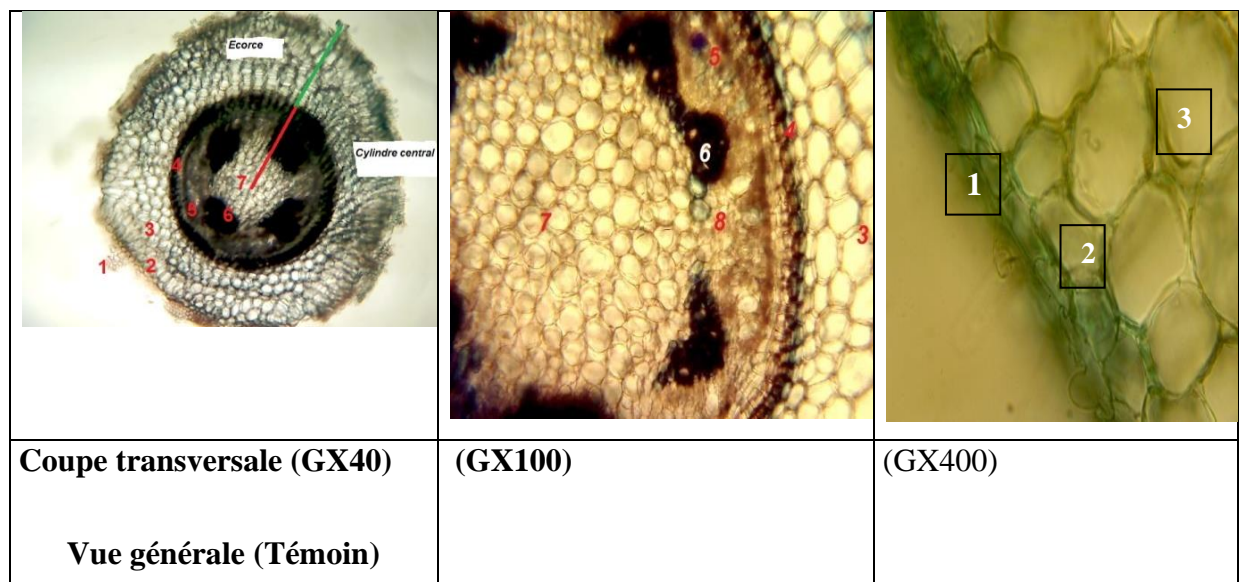 Ecorce
Cylindre central
4
7
5
6
3
1
2
5
4
6
7
8
3
3
1
2
Coupe transversale (GX40)
(GX100)
(GX400)
Vue générale (Témoin)